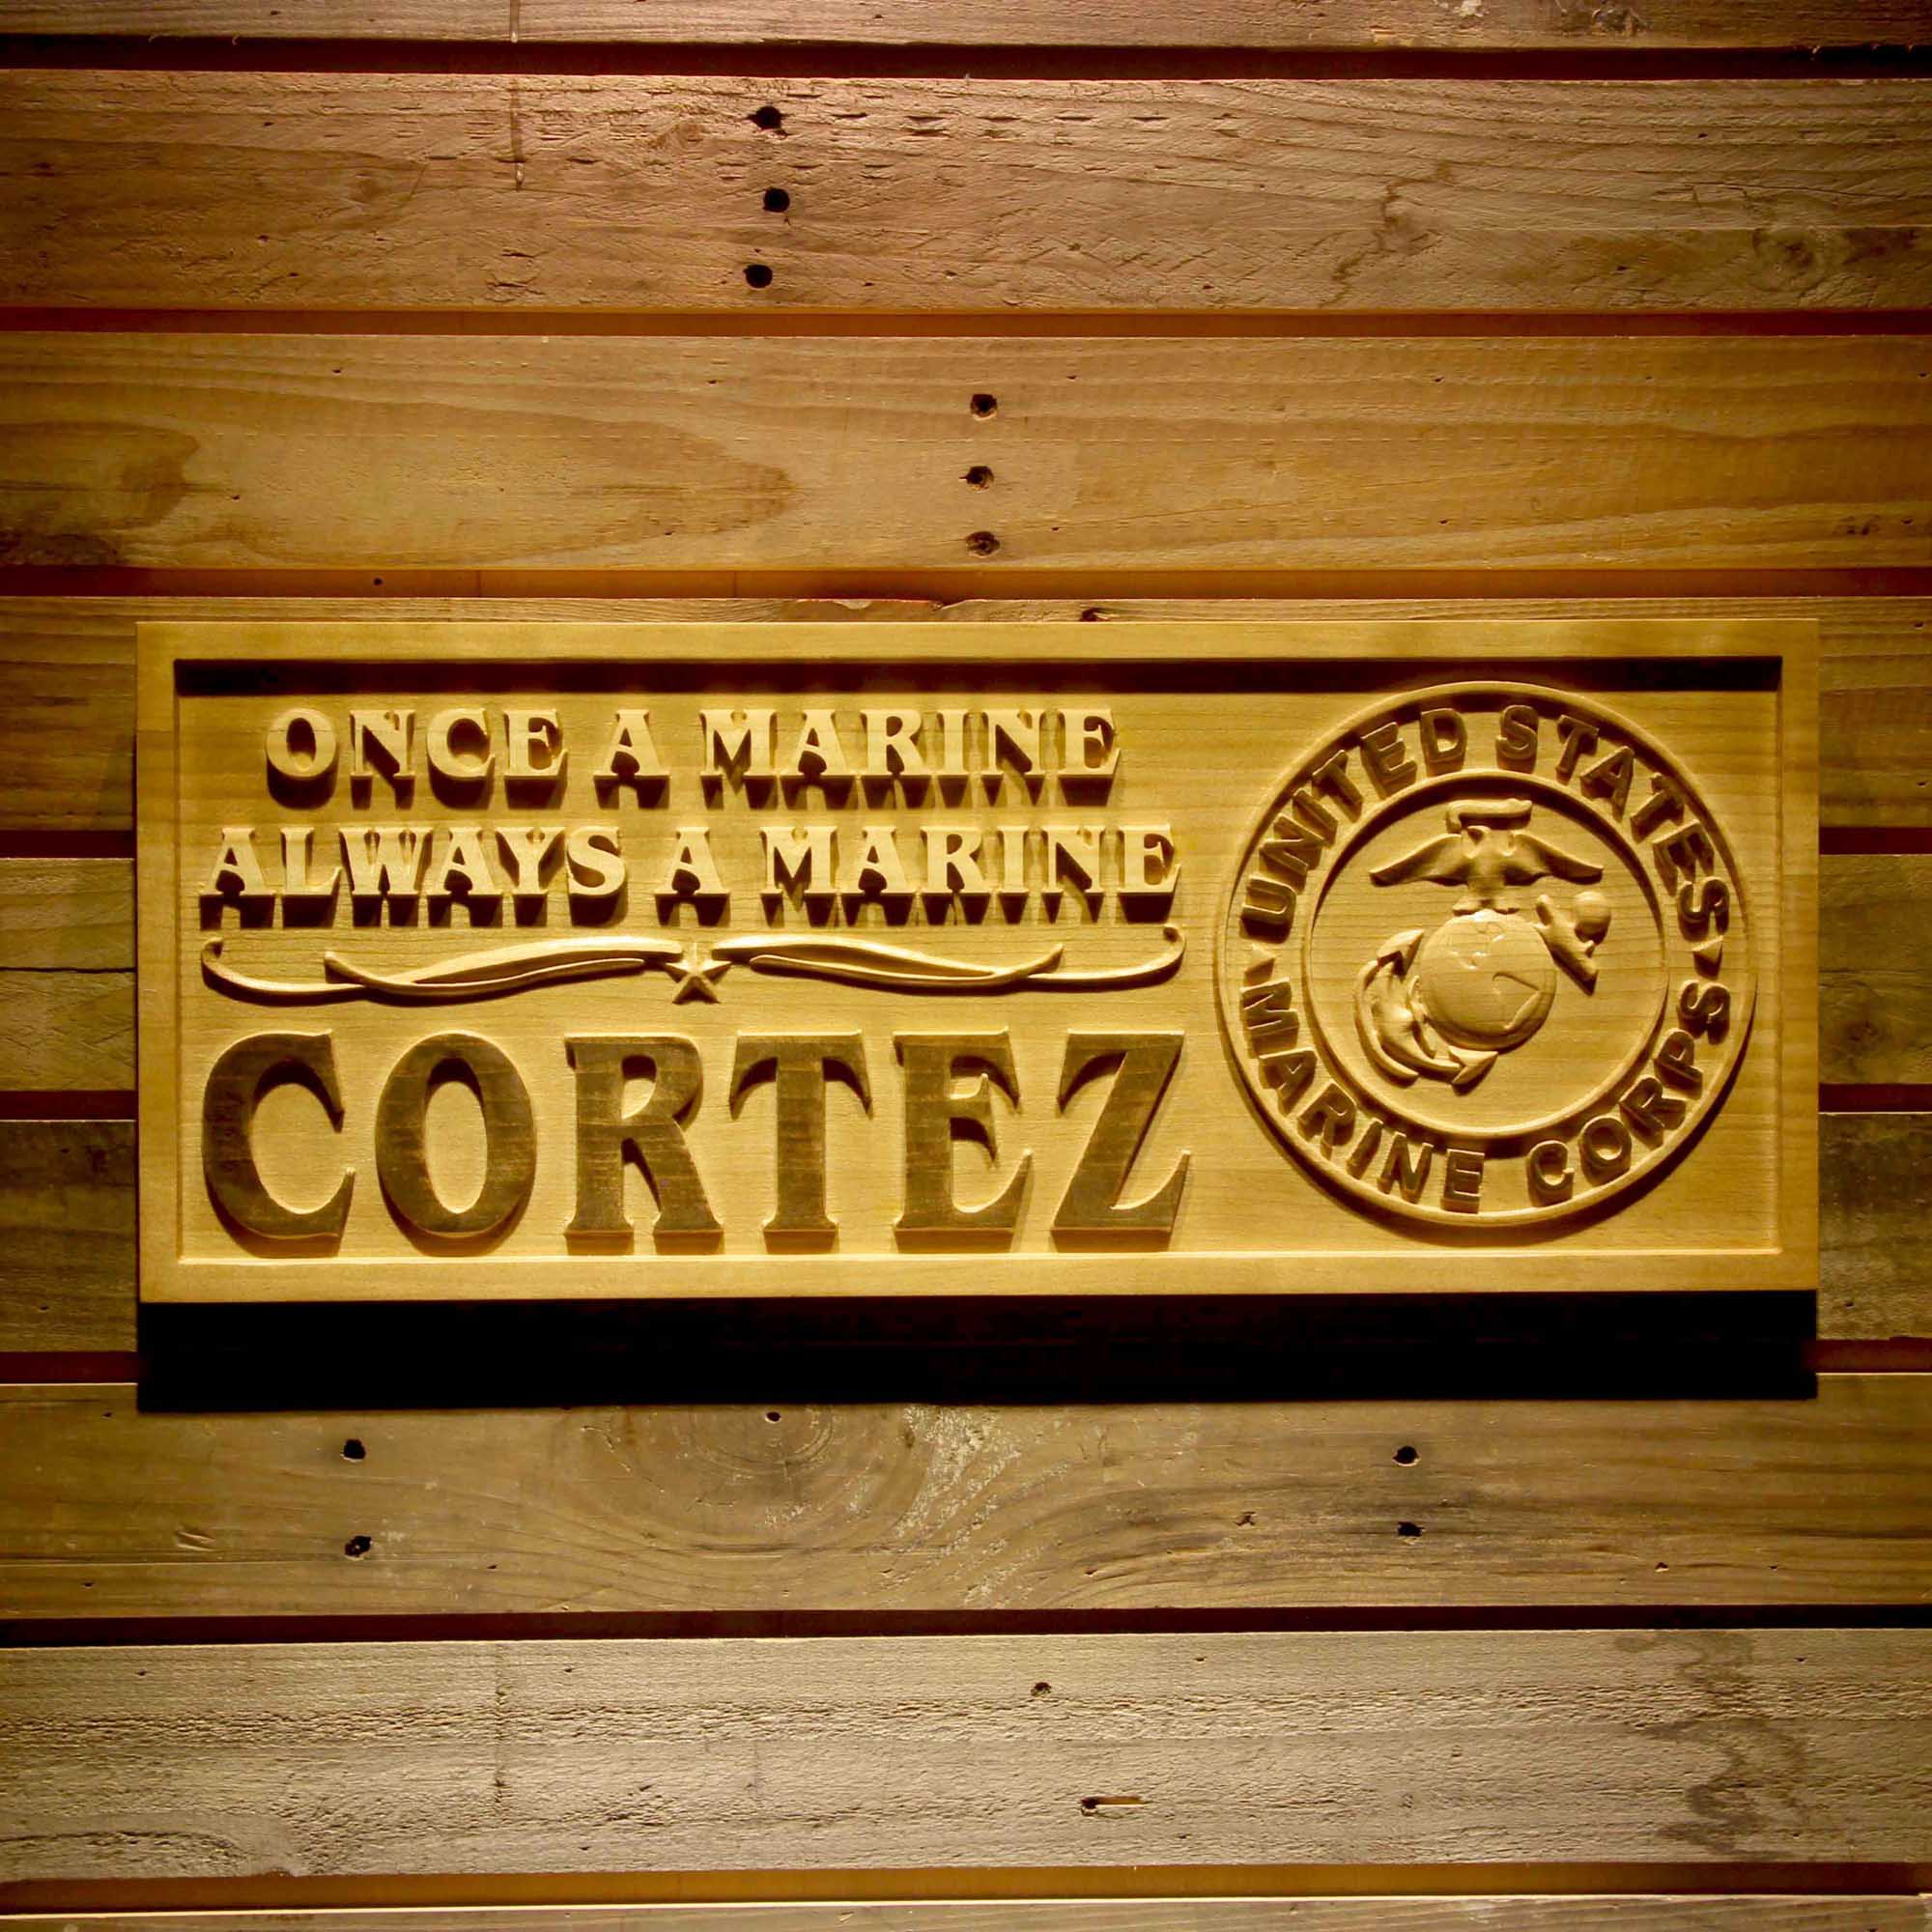 ONCE A MARINE
ALWAYS A MARINE
CORTEZ
UNITED STATES
MARINE CORPS